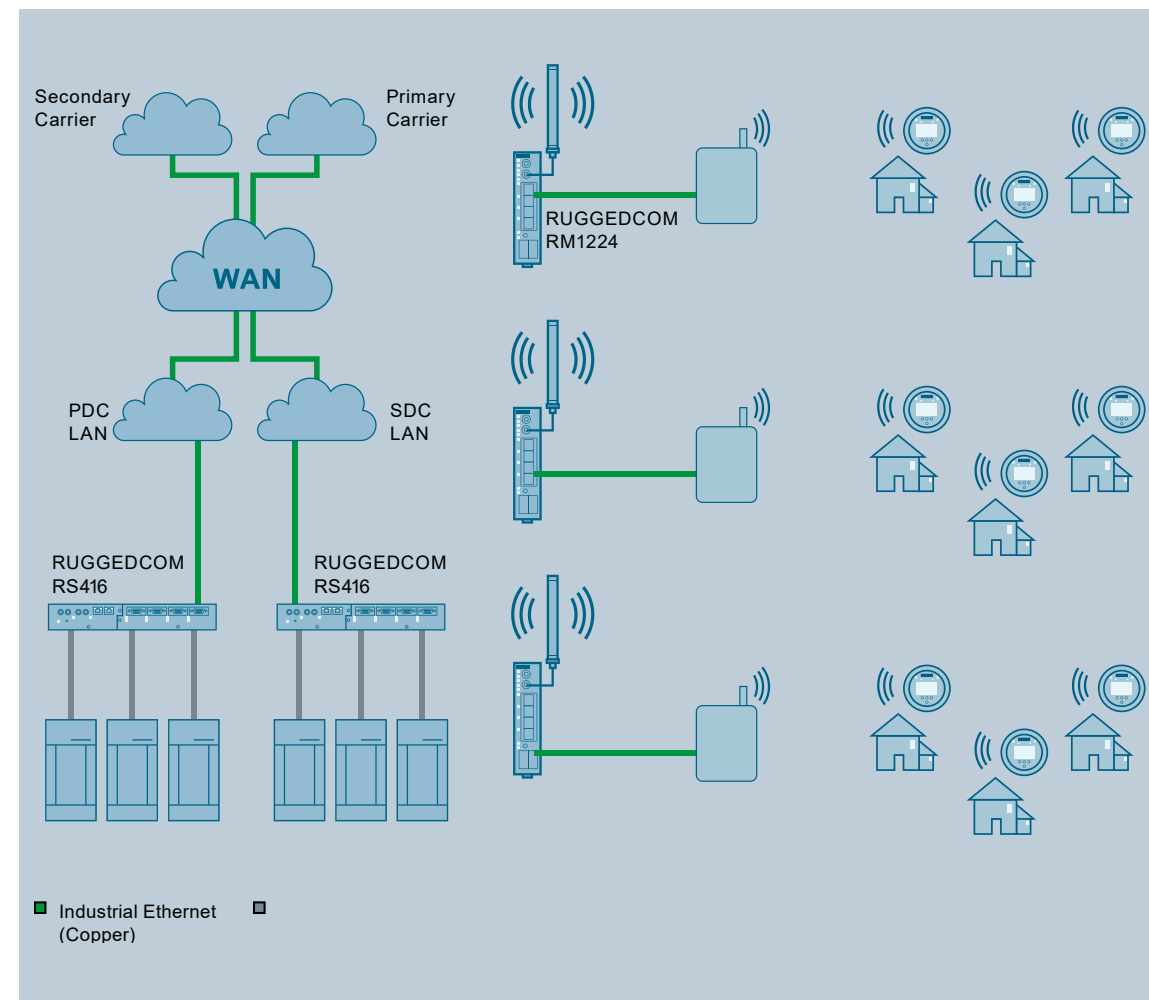 Secondary
Carrier
Primary
Carrier
WAN
PDC
LAN
SDC
LAN
RUGGEDCOM
RS416
RUGGEDCOM
RS416
RUGGEDCOM
RM1224
Industrial Ethernet
(Copper)